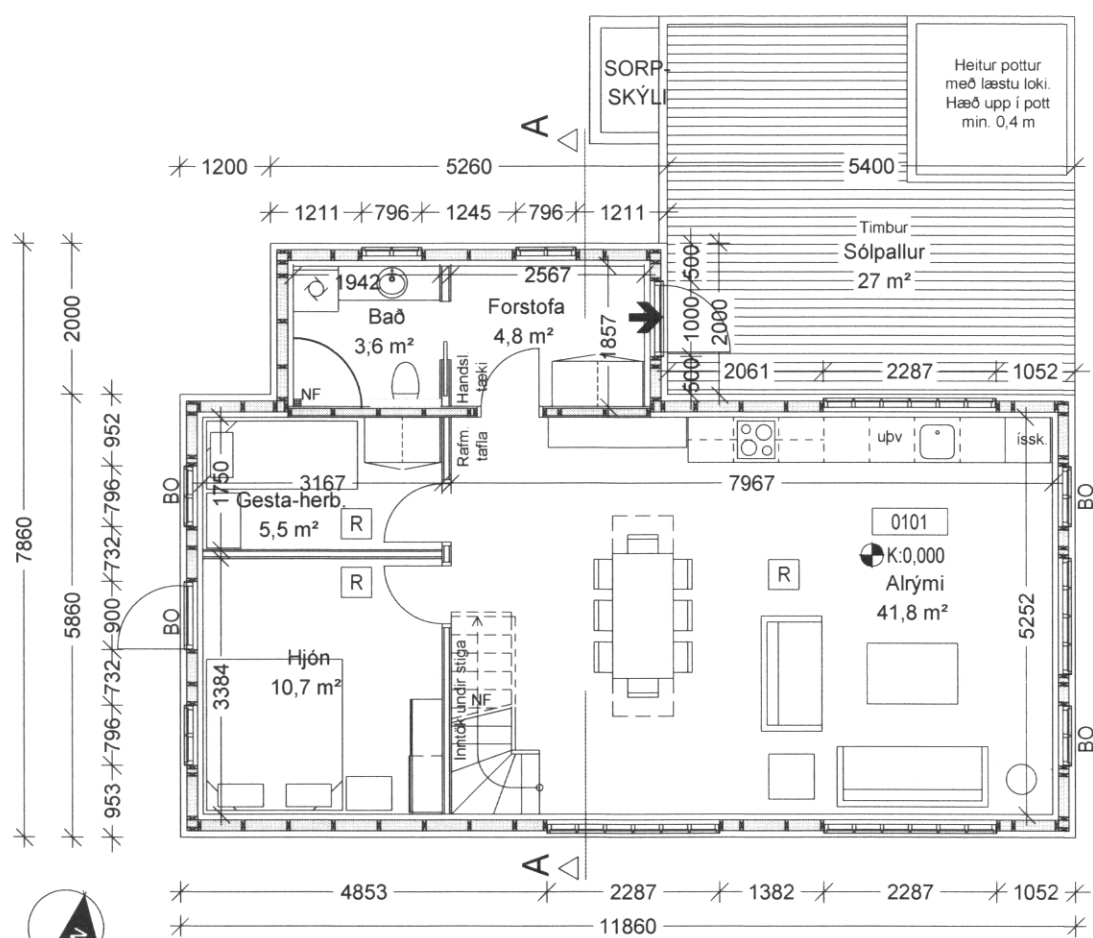 SORP-
SKÝLI
Heitur pottur
með læstu loki.
Hæð upp í pott
min. 0,4 m
A
1200
5260
5400
1211
796
1245
796
1211
Timbur
Sólpallur
27 m²
7860
2000
5860
1942
2567
Bað
3,6 m²
Forstofa
4,8 m²
1857
500
1000
500
2000
NF
Handsl.
tæki
2061
2287
1052
952
796
732
900
732
796
953
BO
BO
1750
3167
Gesta-herb.
5,5 m²
R
Rafm.
tafla
uþv
íssk.
7967
BO
0101
K:0,000
Alrými
41,8 m²
R
5252
R
Hjón
10,7 m²
3384
Inntök undir stiga
NF
BO
A
4853
2287
1382
2287
1052
11860
N